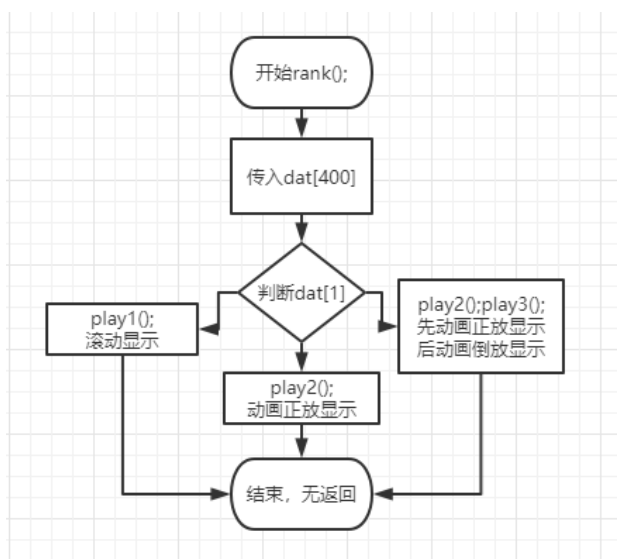 开始rank();
传入dat[400]
判断dat[1]
play1();
滚动显示
play2();
动画正放显示
play2();play3();
先动画正放显示
后动画倒放显示
结束，无返回